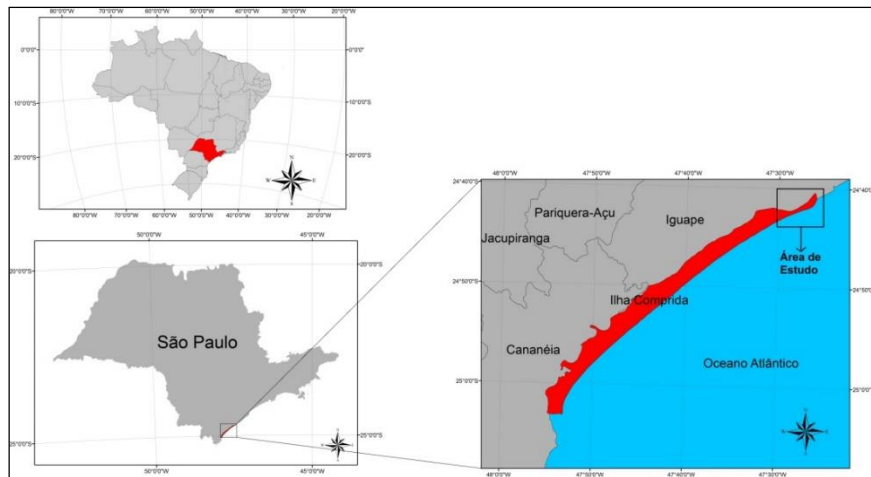 80°0'0"W 70°0'0"W 60°0'0"W 50°0'0"W 40°0'0"W 30°0'0"W 20°0'0"W
0°0'0"
10°0'0"S
20°0'0"S
0°0'0"
10°0'0"S
20°0'0"S
N
W E
S
70°0'0"W 60°0'0"W 50°0'0"W 40°0'0"W 30°0'0"W 20°0'0"W
50°0'0"W 45°0'0"W
20°0'0"S
25°0'0"S
20°0'0"S
25°0'0"S
São Paulo
50°0'0"W 45°0'0"W
48°0'0"W 47°50'0"W 47°40'0"W 47°30'0"W
24°40'0"S
24°50'0"S
25°0'0"S
24°40'0"S
24°50'0"S
25°0'0"S
Pariquera-Açu
Iguape
Jacupiranga
Área de
Estudo
Ilha Comprida
Cananéia
Oceano Atlântico
48°0'0"W 47°50'0"W 47°40'0"W 47°30'0"W